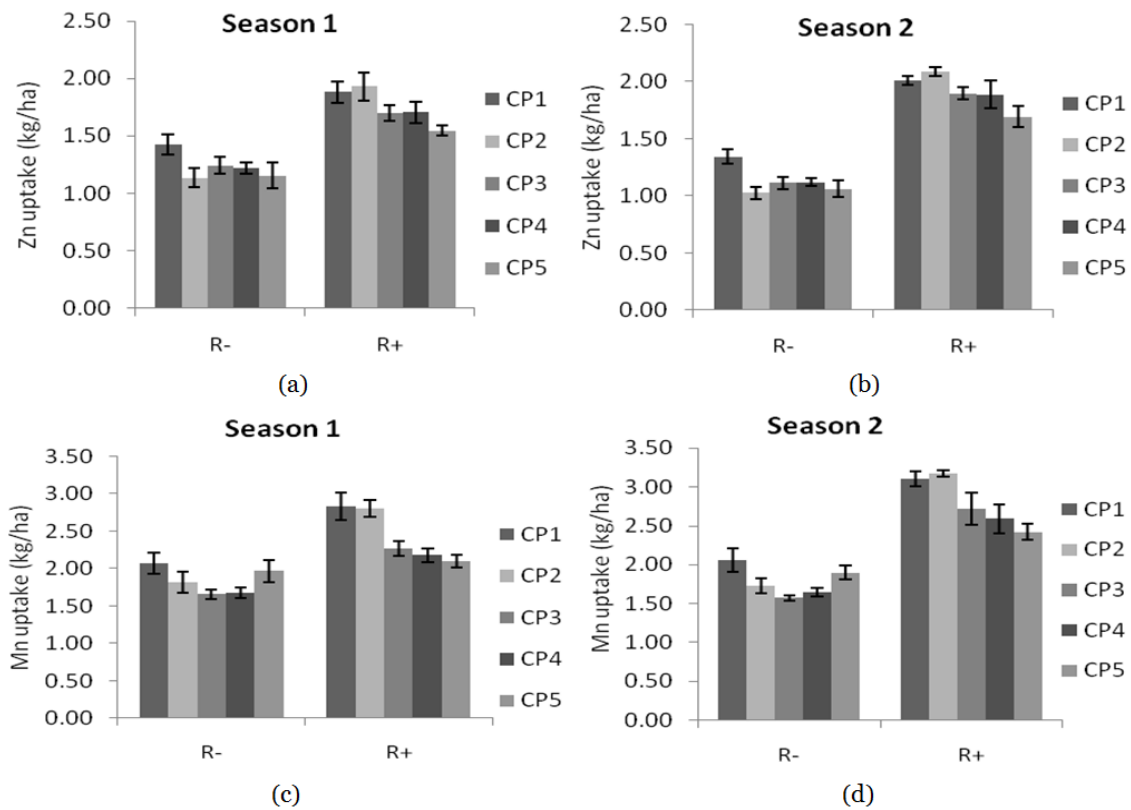 Season 1
Zn uptake (kg/ha)
2.50
2.00
1.50
1.00
0.50
0.00
R- R+
CP1
CP2
CP3
CP4
CP5
(a)
Season 2
Zn uptake (kg/ha)
2.50
2.00
1.50
1.00
0.50
0.00
R- R+
CP1
CP2
CP3
CP4
CP5
(b)
Season 1
Mn uptake (kg/ha)
3.50
3.00
2.50
2.00
1.50
1.00
0.50
0.00
R- R+
CP1
CP2
CP3
CP4
CP5
(c)
Season 2
Mn uptake (kg/ha)
3.50
3.00
2.50
2.00
1.50
1.00
0.50
0.00
R- R+
CP1
CP2
CP3
CP4
CP5
(d)